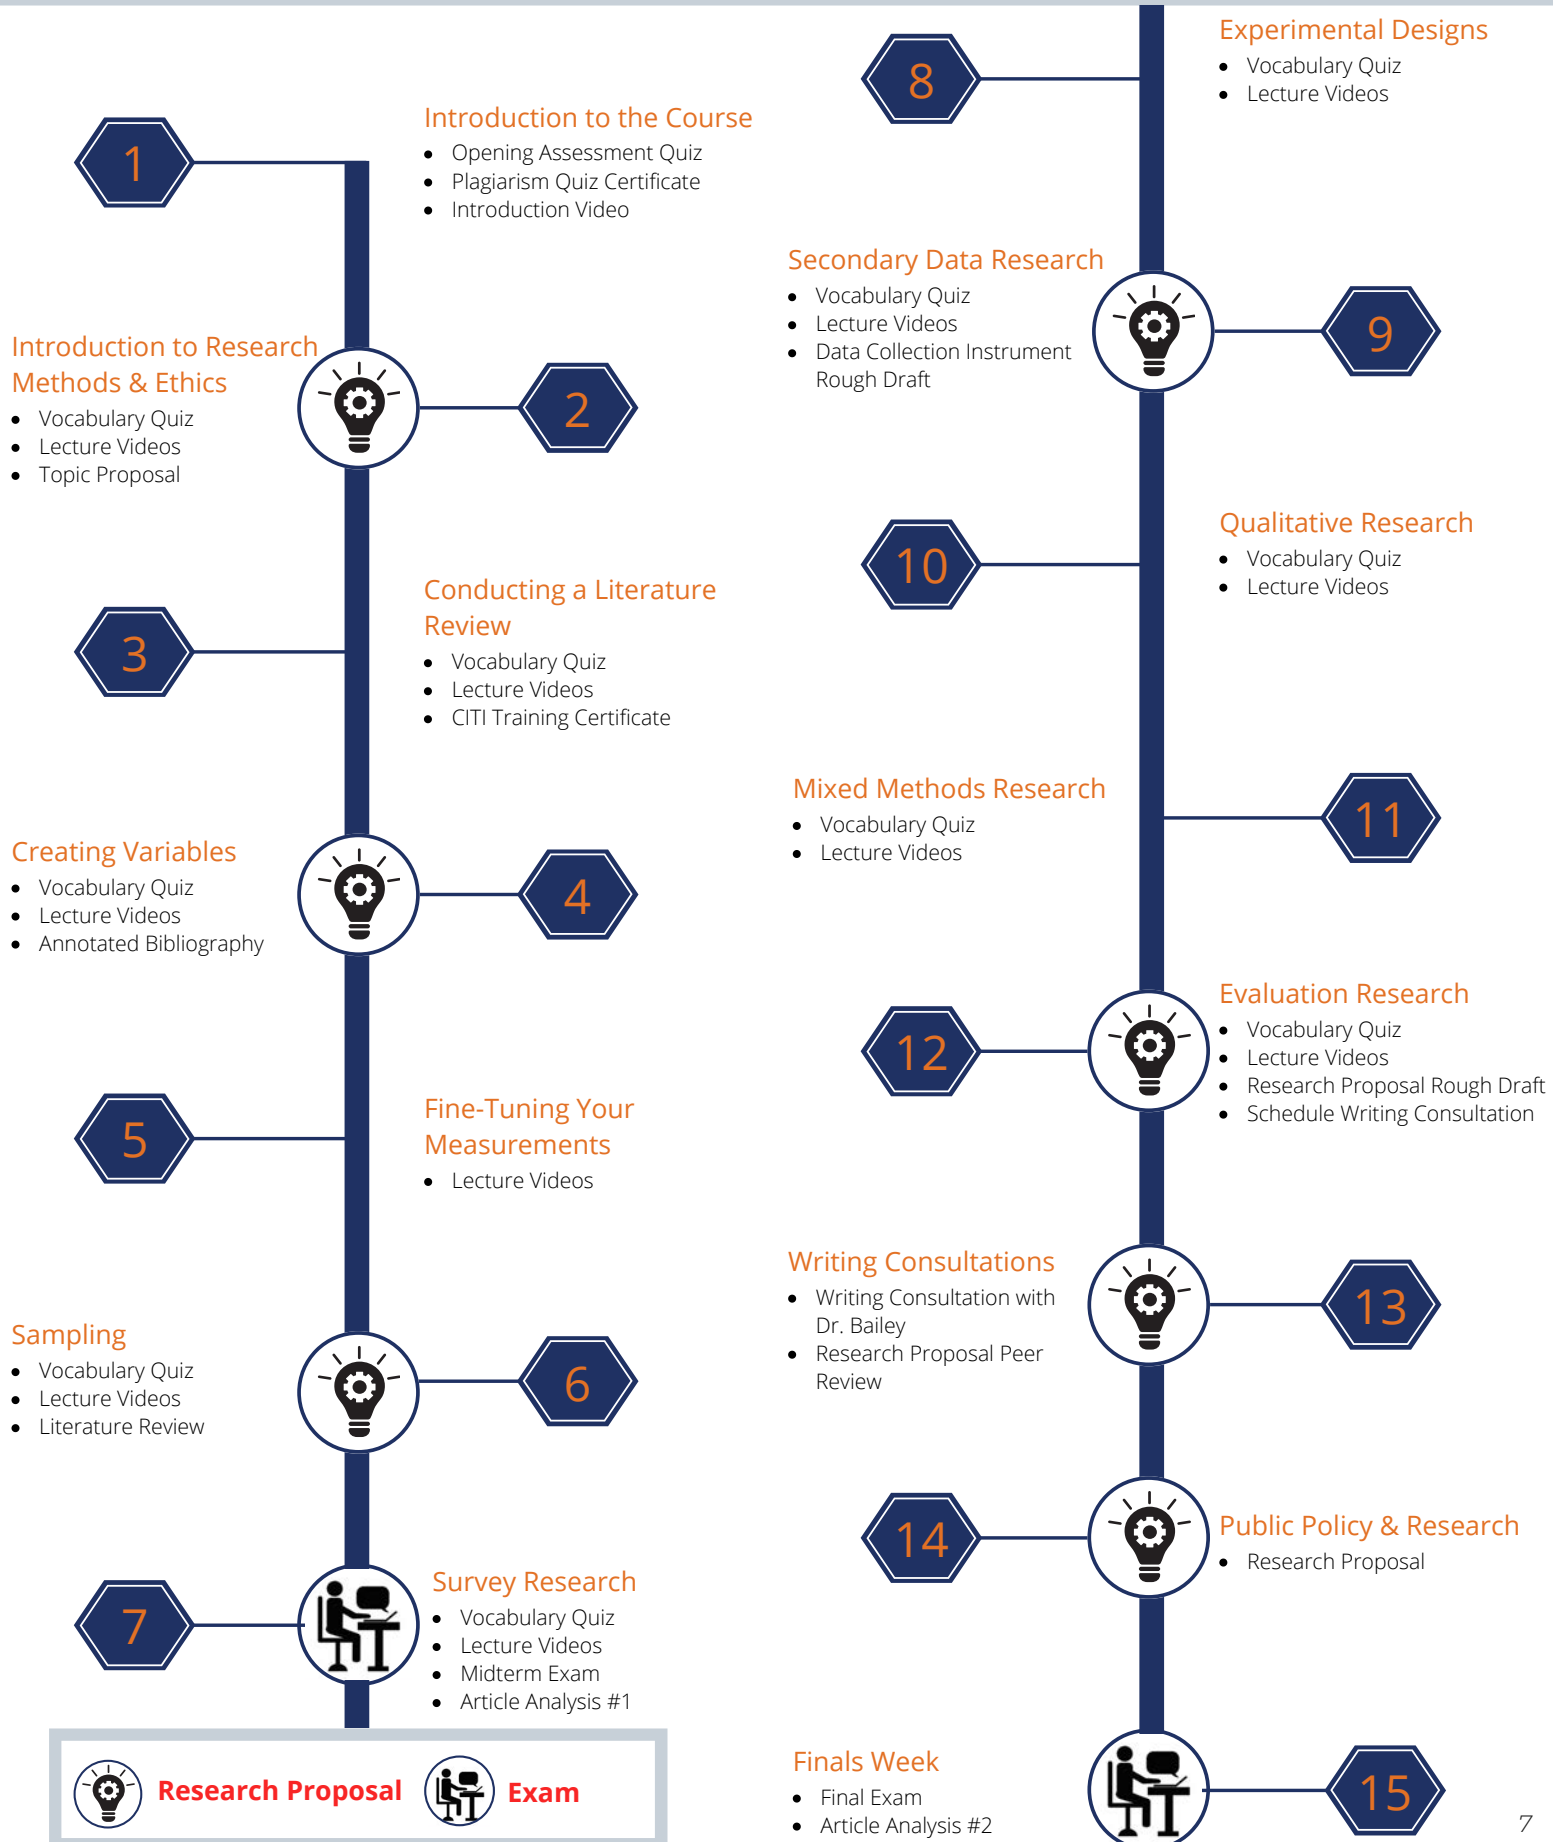 1
Introduction to the Course
Opening Assessment Quiz
Plagiarism Quiz Certificate
Introduction Video
Introduction to Research
Methods & Ethics
Vocabulary Quiz
Lecture Videos
Topic Proposal
2
3
Conducting a Literature
Review
Vocabulary Quiz
Lecture Videos
CITI Training Certificate
Creating Variables
Vocabulary Quiz
Lecture Videos
Annotated Bibliography
4
5
Fine-Tuning Your
Measurements
Lecture Videos
Sampling
Vocabulary Quiz
Lecture Videos
Literature Review
6
7
Survey Research
Vocabulary Quiz
Lecture Videos
Midterm Exam
Article Analysis #1
Research Proposal
Exam
8
Experimental Designs
Vocabulary Quiz
Lecture Videos
Secondary Data Research
Vocabulary Quiz
Lecture Videos
Data Collection Instrument
Rough Draft
9
10
Qualitative Research
Vocabulary Quiz
Lecture Videos
Mixed Methods Research
Vocabulary Quiz
Lecture Videos
11
12
Evaluation Research
Vocabulary Quiz
Lecture Videos
Research Proposal Rough Draft
Schedule Writing Consultation
Writing Consultations
Writing Consultation with
Dr. Bailey
Research Proposal Peer
Review
13
14
Public Policy & Research
Research Proposal
Finals Week
Final Exam
Article Analysis #2
15
7